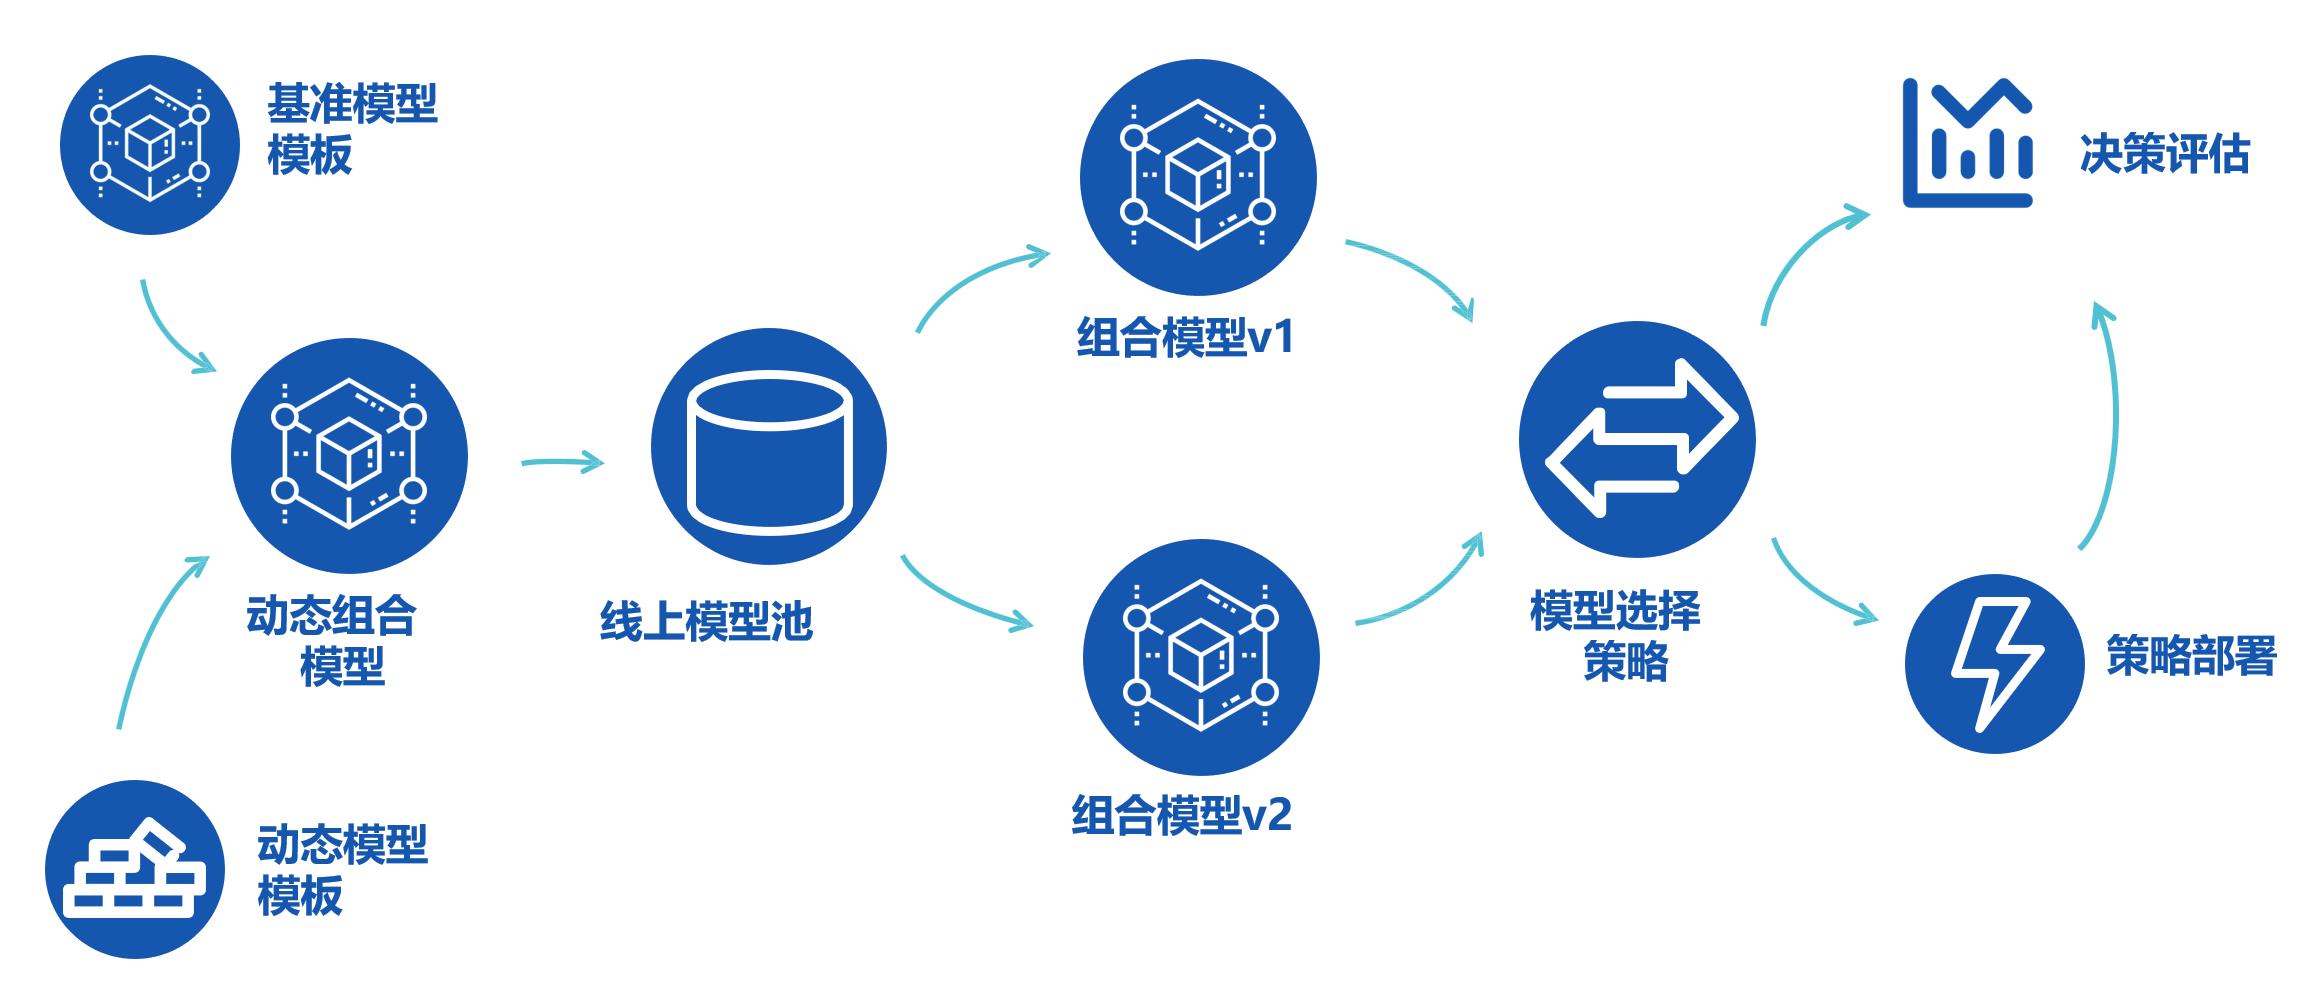 基准模型
模板
动态组合
模型
动态模型
模板
线上模型池
组合模型v1
组合模型v2
模型选择
策略
决策评估
策略部署